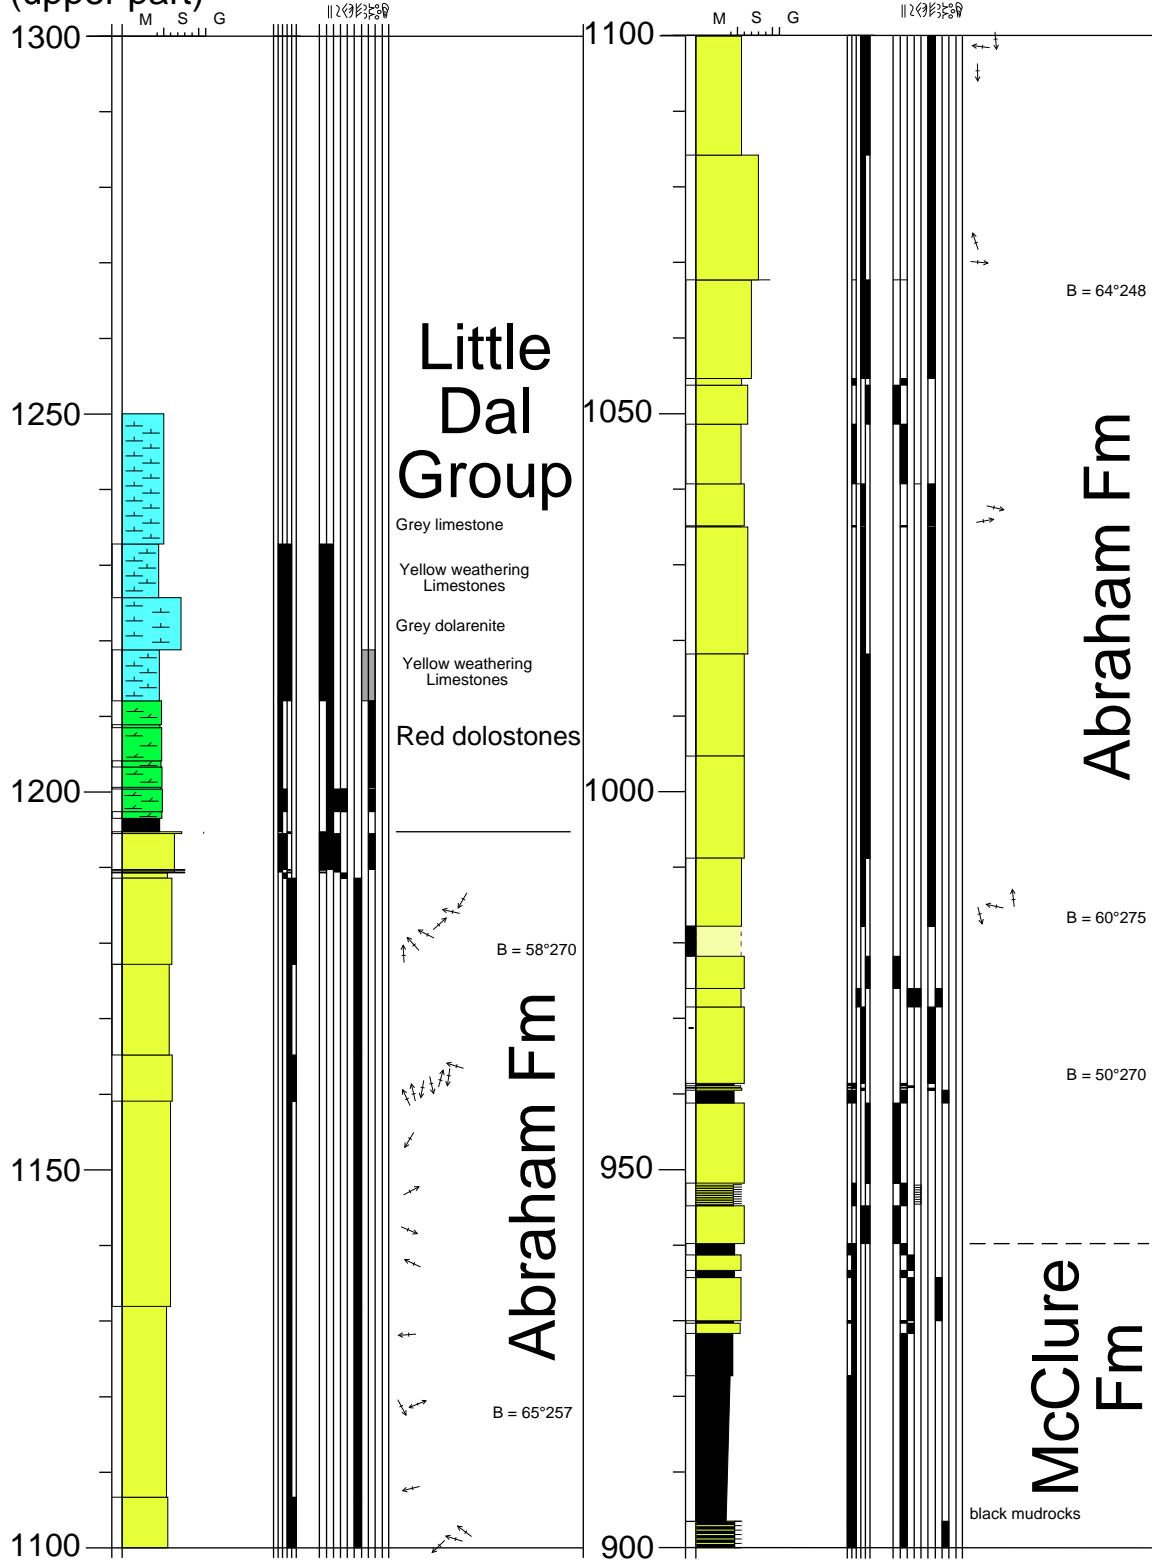 (upper part)
M S G
1300
1250
1200
1150
1100
Little
Dal
Group
Grey limestone
Yellow weathering
Limestones
Grey dolarenite
Yellow weathering
Limestones
Red dolostones
B = 58°270
Abraham Fm
B = 65°257
M S G
1100
1050
1000
950
900
B = 64°248
Abraham Fm
B = 60°275
B = 50°270
McClure
Fm
black mudrocks